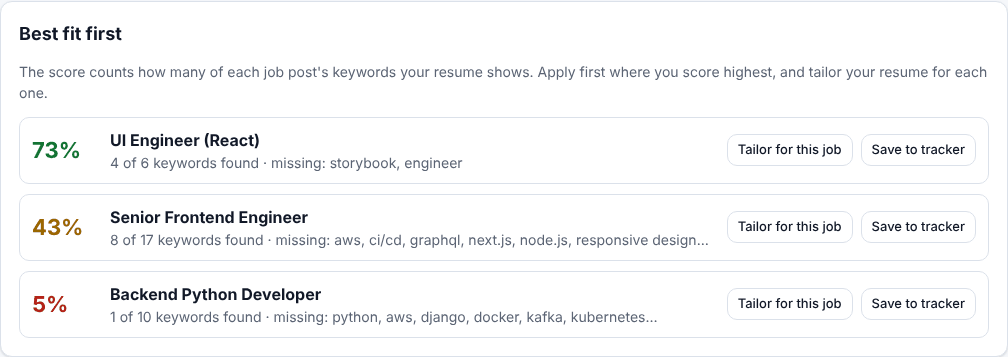 Best fit first
The score counts how many of each job post's keywords your resume shows. Apply first where you score highest, and tailor your resume for each
one.
73%
UI Engineer (React)
4 of 6 keywords found · missing: storybook, engineer
Tailor for this job
Save to tracker
43%
Senior Frontend Engineer
8 of 17 keywords found · missing: aws, ci/cd, graphql, next.js, node.js, responsive design...
Tailor for this job
Save to tracker
5%
Backend Python Developer
1 of 10 keywords found · missing: python, aws, django, docker, kafka, kubernetes...
Tailor for this job
Save to tracker